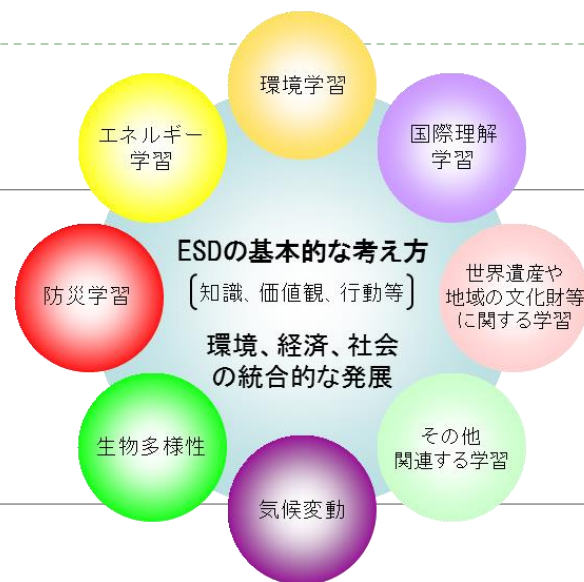 環境学習
エネルギー
学習
国際理解
学習
ESDの基本的な考え方
[知識、価値観、行動等]
環境、経済、社会
の統合的な発展
防災学習
世界遺産や
地域の文化財等
に関する学習
生物多様性
その他
関連する学習
気候変動